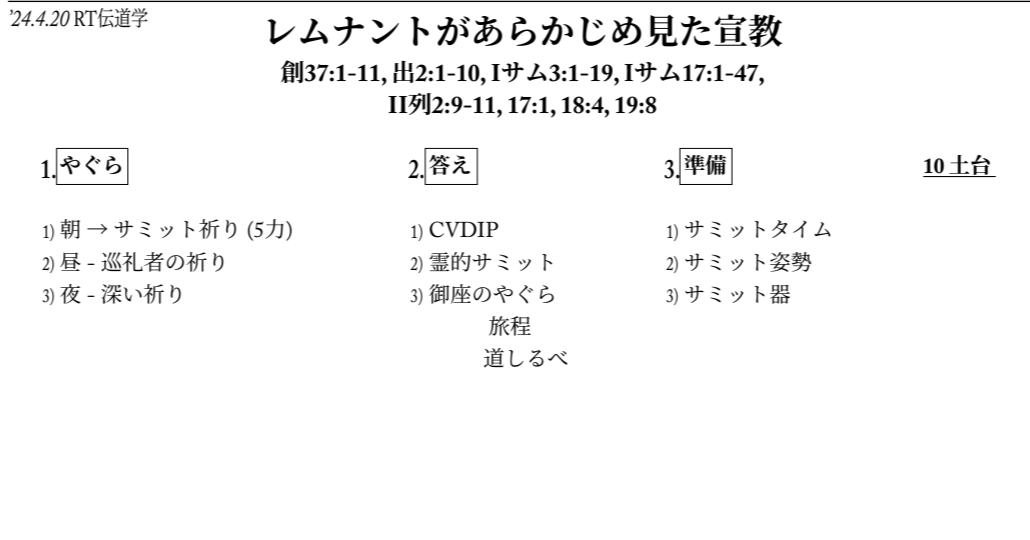 ’24.4.20 RT伝道学
レムナントがあらかじめ見た宣教
創37:1-11, 出2:1-10, Iサム3:1-19, Iサム17:1-47,
II列2:9-11, 17:1, 18:4, 19:8
1. やぐら
1) 朝 → サミット祈り (5力)
2) 昼 - 巡礼者の祈り
3) 夜 - 深い祈り
2. 答え
1) CVDIP
2) 霊的サミット
3) 御座のやぐら
旅程
道しるべ
3. 準備
1) サミットタイム
2) サミット姿勢
3) サミット器
10 土台